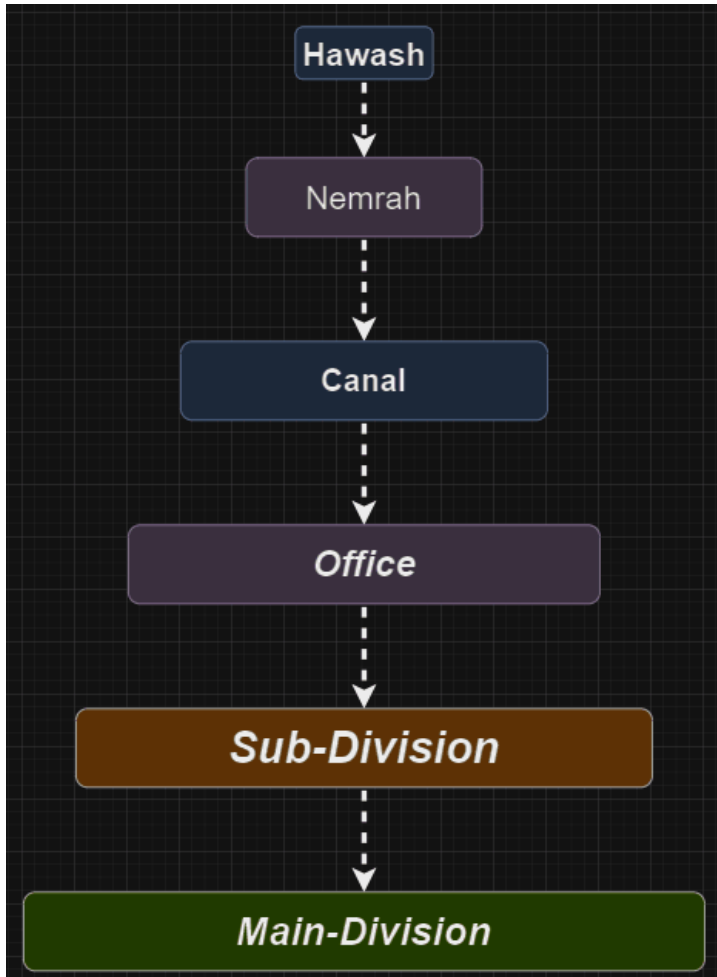 Hawash
Nemrah
Canal
Office
Sub-Division
Main-Division